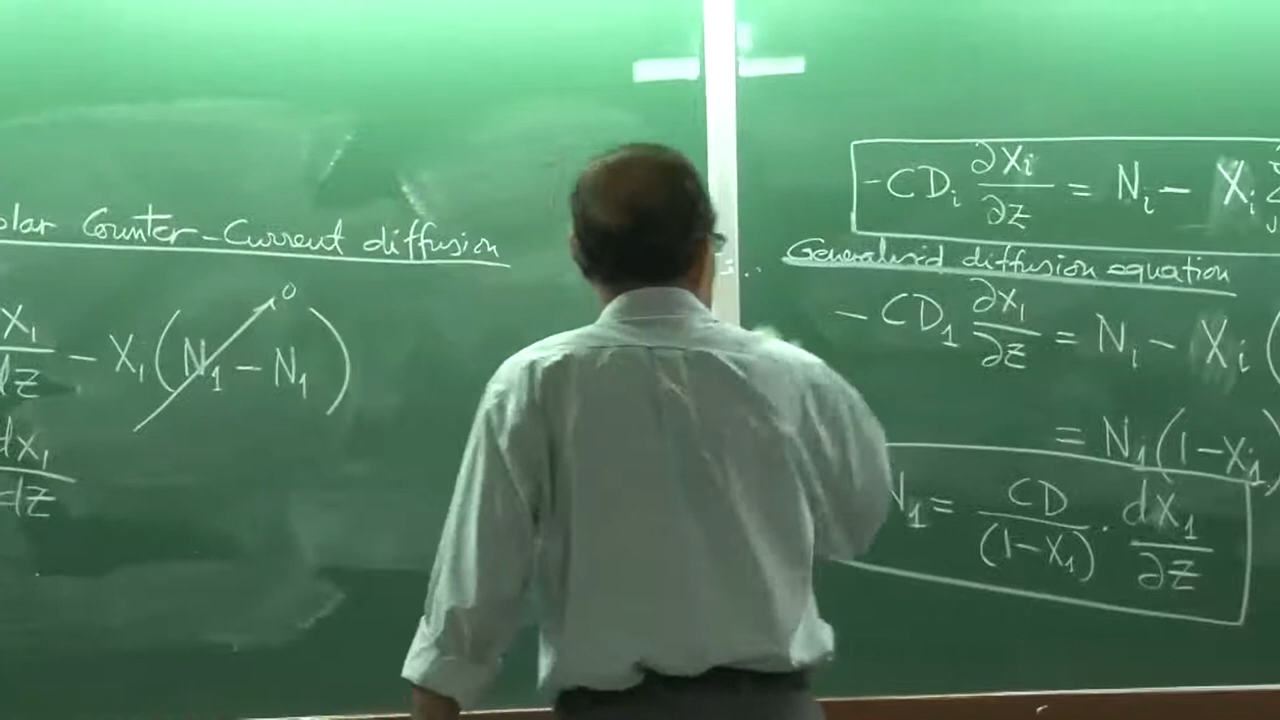 olar Counter-Current diffusion
X₁/dz - X₁(N₁ - N₁) 0
dx₁/dz
-CDᵢ ∂Xᵢ/∂z = Nᵢ - Xᵢ
Generalised diffusion equation
- CD₁ ∂X₁/∂z = Nᵢ - Xᵢ (
= N₁(1-X₁)
N₁ = CD/(1-X₁) · dX₁/∂z